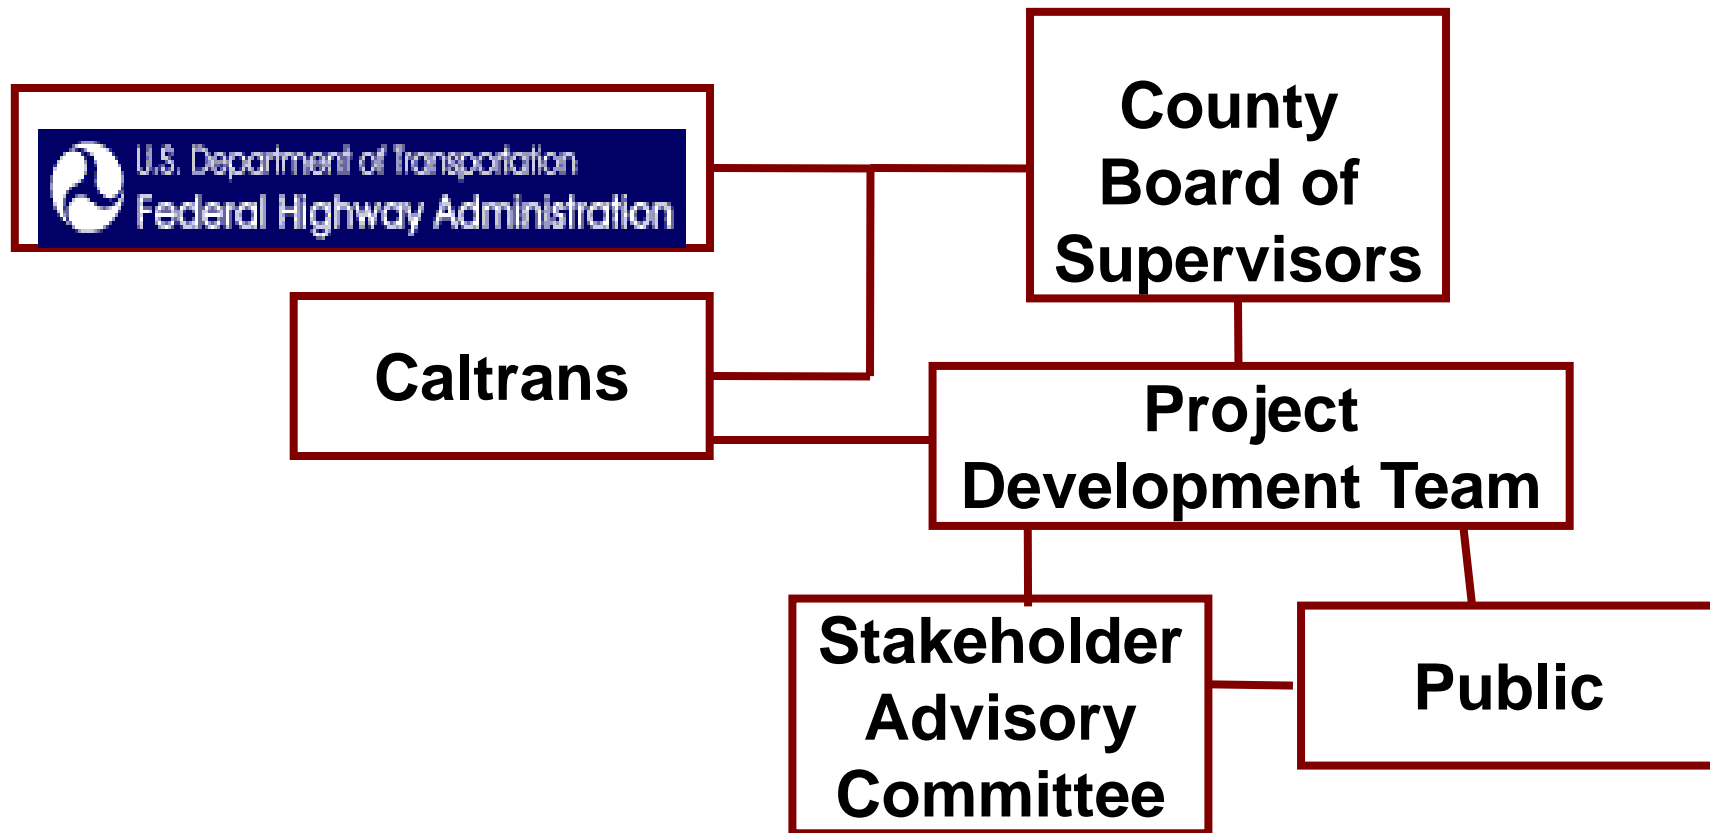 U.S. Department of Transportation
Federal Highway Administration
County
Board of
Supervisors
Caltrans
Project
Development Team
Stakeholder
Advisory
Committee
Public